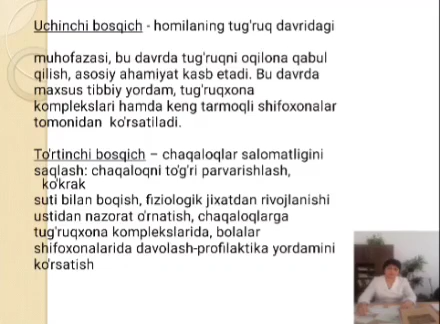 Uchinchi bosqich - homilaning tug'ruq davridagi
muhofazasi, bu davrda tug'ruqni oqilona qabul
qilish, asosiy ahamiyat kasb etadi. Bu davrda
maxsus tibbiy yordam, tug'ruqxona
komplekslari hamda keng tarmoqli shifoxonalar
tomonidan ko'rsatiladi.
To'rtinchi bosqich – chaqaloqlar salomatligini
saqlash: chaqaloqni to'g'ri parvarishlash,
ko'krak
suti bilan boqish, fiziologik jixatdan rivojlanishi
ustidan nazorat o'rnatish, chaqaloqlarga
tug'ruqxona komplekslarida, bolalar
shifoxonalarida davolash-profilaktika yordamini
ko'rsatish